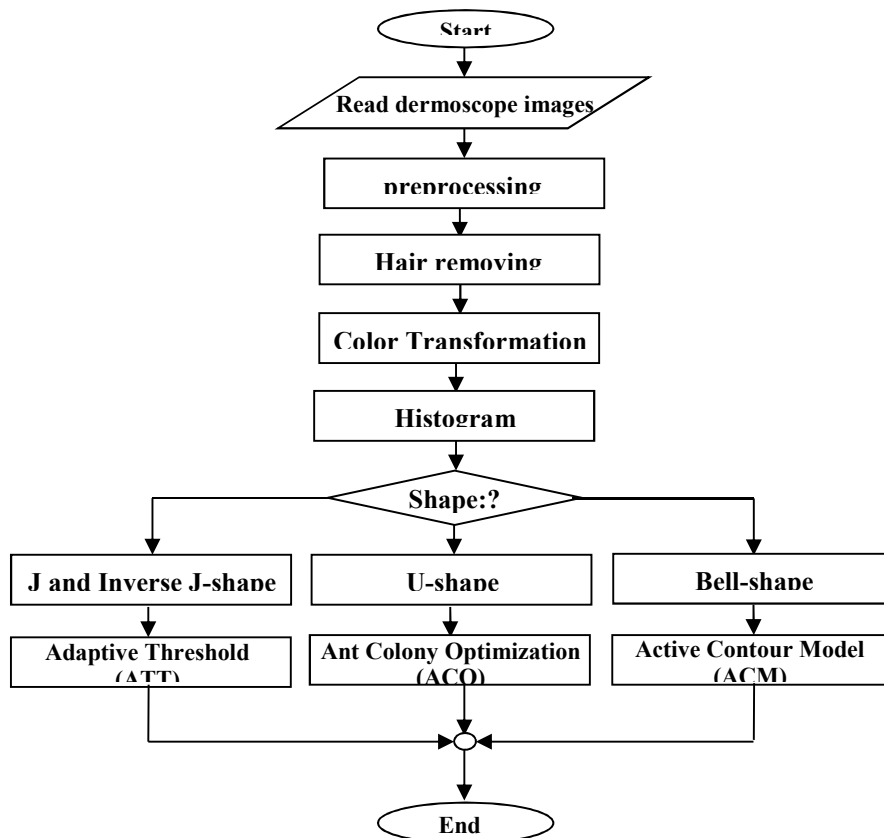 Start
Read dermoscope images
preprocessing
Hair removing
Color Transformation
Histogram
Shape:?
J and Inverse J-shape
U-shape
Bell-shape
Adaptive Threshold
(ATT)
Ant Colony Optimization
(ACO)
Active Contour Model
(ACM)
End